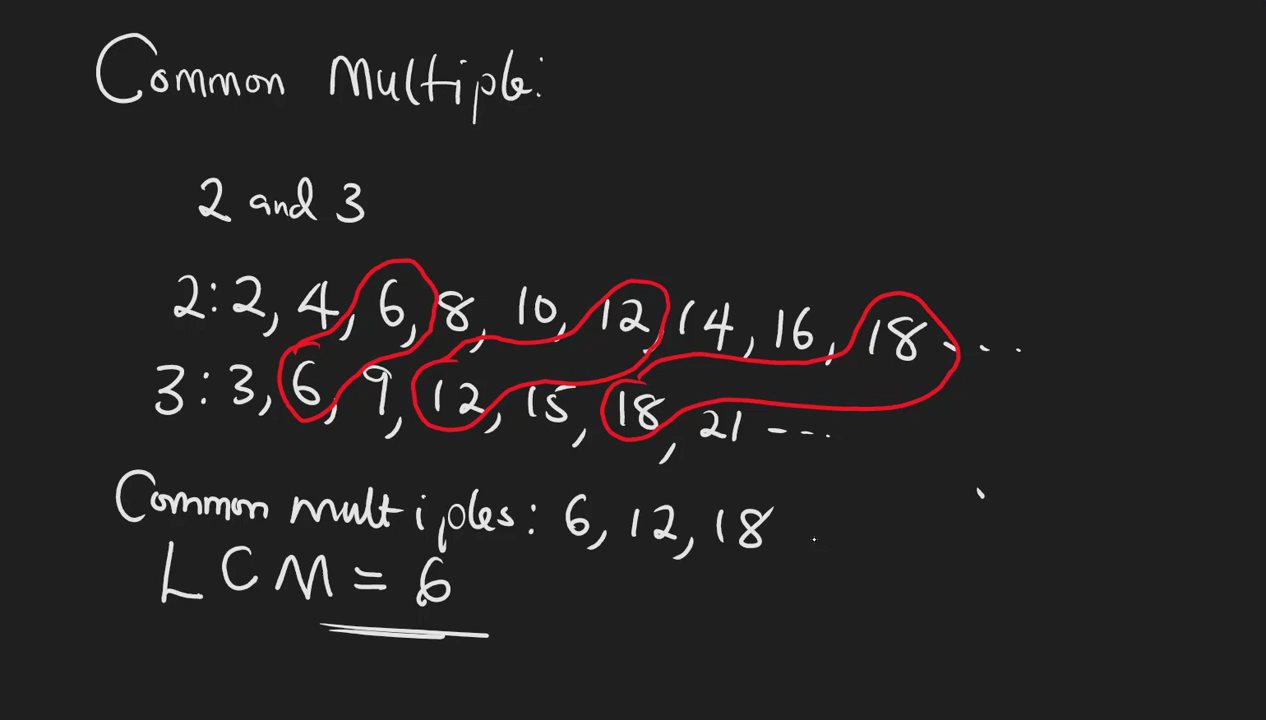 Common Multiple:
2 and 3
2: 2, 4, 6, 8, 10, 12, 14, 16, 18 ...
3: 3, 6, 9, 12, 15, 18, 21 ---
Common multiples: 6, 12, 18
LCM = 6